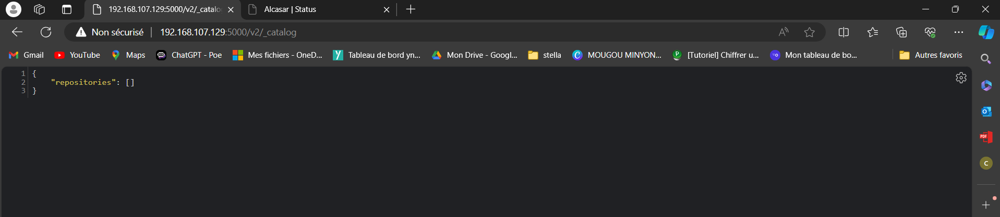 192.168.107.129:5000/v2/_catalo
Alcasar | Status
Non sécurisé
192.168.107.129:5000/v2/_catalog
Gmail
YouTube
Maps
ChatGPT - Poe
Mes fichiers - OneD...
Tableau de bord yn...
Mon Drive - Googl...
stella
MOUGOU MINYON...
[Tutoriel] Chiffrer u...
Mon tableau de bo...
Autres favoris
1 {
2 "repositories": []
3 }
PDF
C